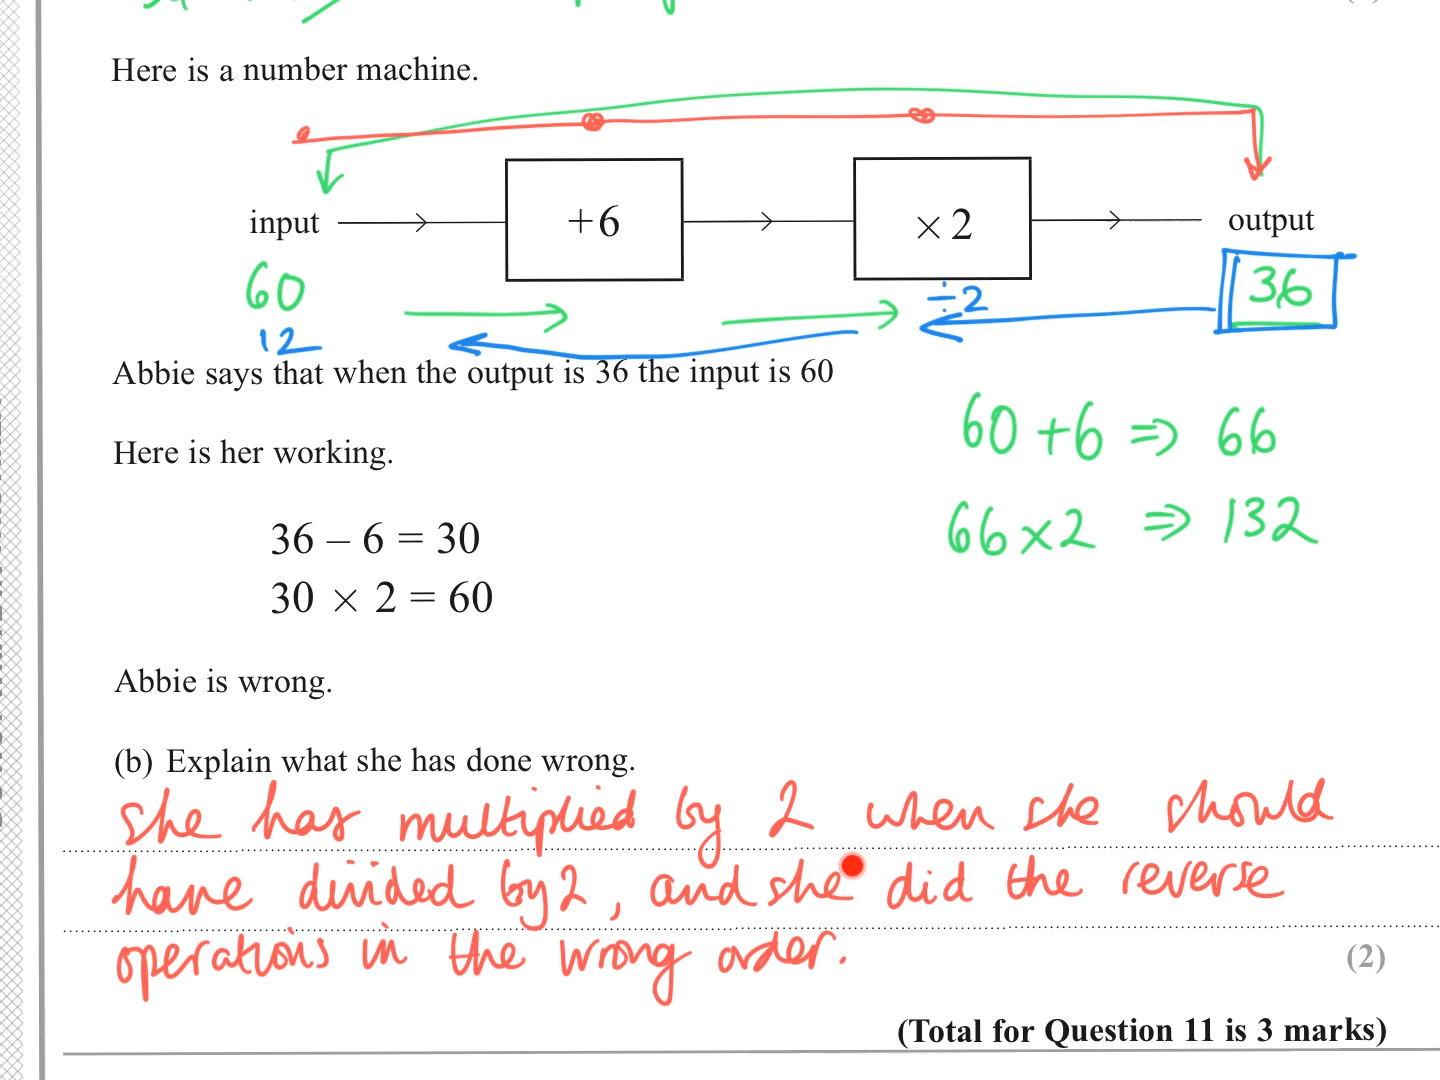 Here is a number machine.
input
+6
× 2
output
60
÷2
36
12
Abbie says that when the output is 36 the input is 60
60 +6 ⇒ 66
Here is her working.
66 ×2 ⇒ 132
36 – 6 = 30
30 × 2 = 60
Abbie is wrong.
(b) Explain what she has done wrong.
she has multiplied by 2 when she should
have divided by 2, and she did the reverse
operations in the wrong order.
(2)
(Total for Question 11 is 3 marks)